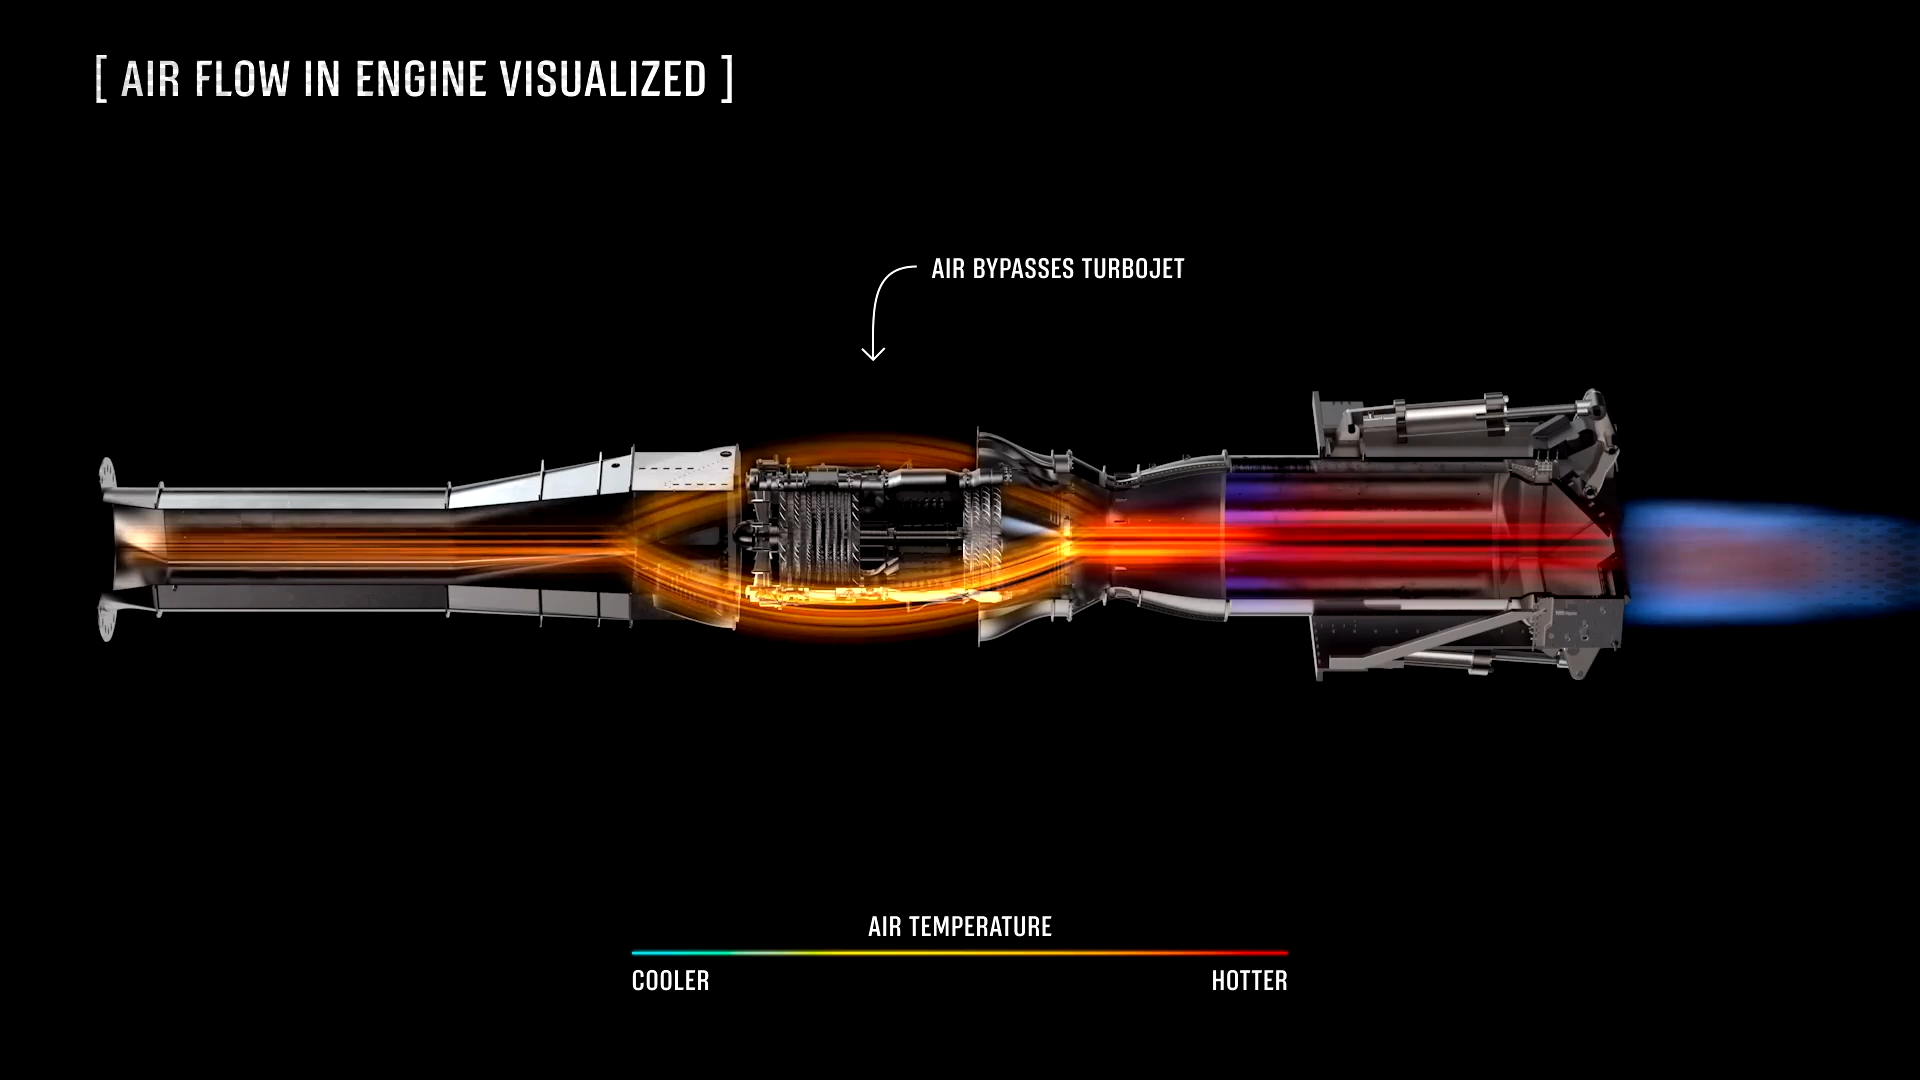 [ AIR FLOW IN ENGINE VISUALIZED ]
AIR BYPASSES TURBOJET
AIR TEMPERATURE
COOLER
HOTTER